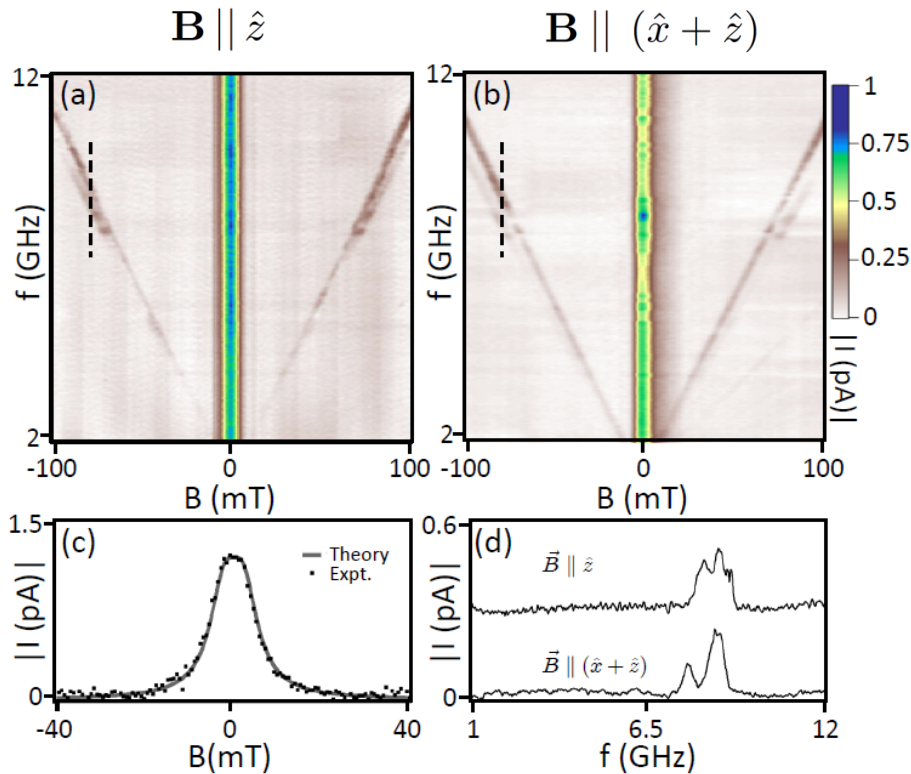 B || ẑ
B || (x̂ + ẑ)
(a)
12
f (GHz)
2
-100
0
100
B (mT)
(b)
12
f (GHz)
2
-100
0
100
B (mT)
1
0.75
0.5
0.25
0
|I (pA)|
(c)
1.5
|I (pA)|
0
Theory
Expt.
-40
0
40
B(mT)
(d)
0.6
|I (pA)|
0
B⃗ ∥ ẑ
B⃗ ∥ (x̂ + ẑ)
1
6.5
12
f (GHz)